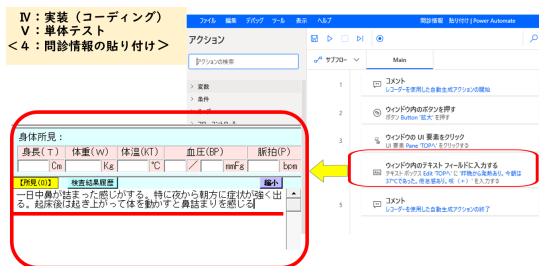 Ⅳ：実装（コーディング）
Ⅴ：単体テスト
＜４：問診情報の貼り付け＞
ファイル 編集 デバッグ ツール 表示 ヘルプ
問診情報 貼り付け | Power Automate
アクション
アクションの検索
> 変数
> 条件
サブフロー
Main
1
コメント
レコーダーを使用した自動生成アクションの開始
2
ウィンドウ内のボタンを押す
ボタン Button '拡大' を押す
3
ウィンドウの UI 要素をクリック
UI 要素 Pane 'TOP^' をクリックする
ウィンドウ内のテキスト フィールドに入力する
テキスト ボックス Edit 'TOP^' に '昨晩から発熱あり。今朝は
37℃であった。倦怠感あり。咳（＋）' を入力する
5
コメント
レコーダーを使用した自動生成アクションの終了
身体所見：
身長(T) 体重(W) 体温(KT) 血圧(BP) 脈拍(P)
Cm Kg ℃ ／ mmHg bpm
【所見(O)】 検査結果履歴 縮小
一日中鼻が詰まった感じがする。特に夜から朝方に症状が強く出
る。起床後は起き上がって体を動かすと鼻詰まりを感じる